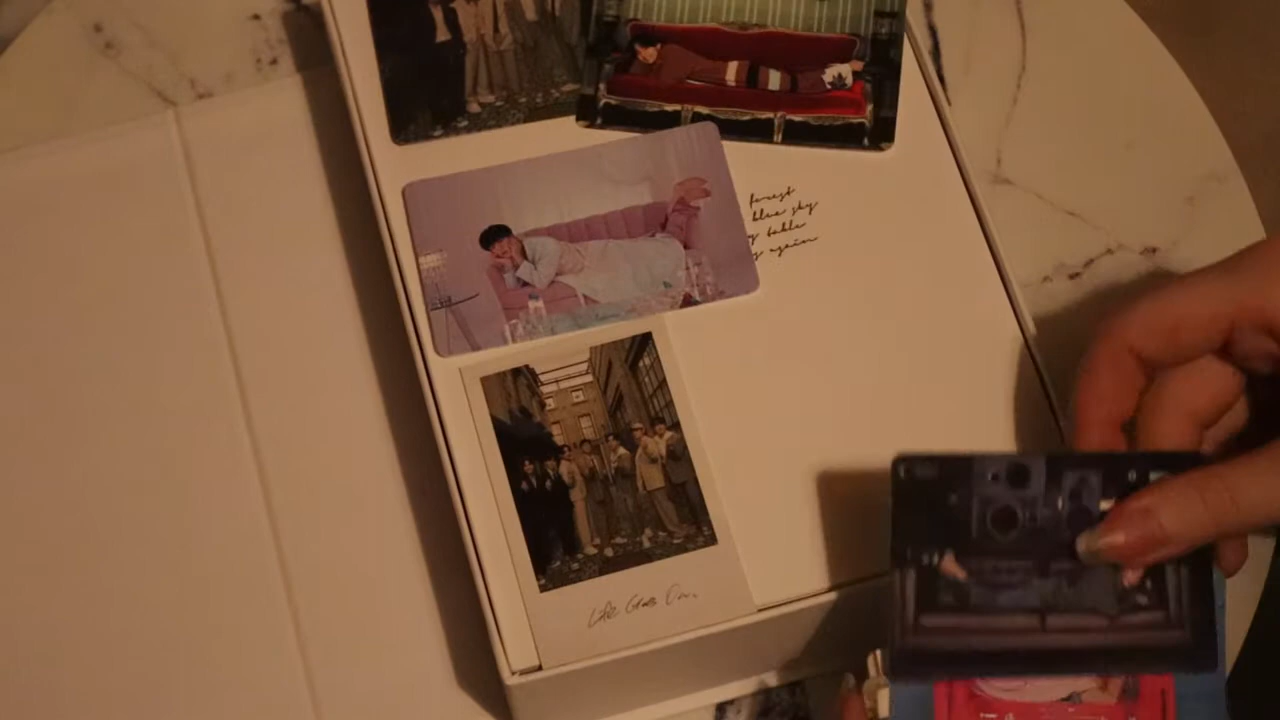 forest
blue sky
table
again
Life Goes On